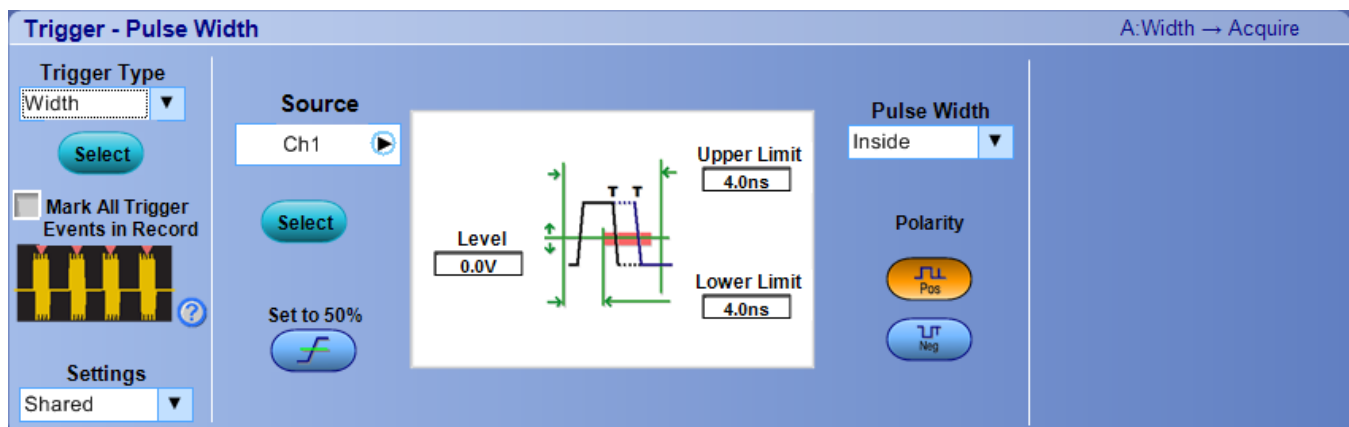 Trigger - Pulse Width
A:Width → Acquire
Trigger Type
Width
Select
Mark All Trigger
Events in Record
?
Settings
Shared
Source
Ch1
Select
Set to 50%
Level
0.0V
T T
Upper Limit
4.0ns
Lower Limit
4.0ns
Pulse Width
Inside
Polarity
Pos
Neg